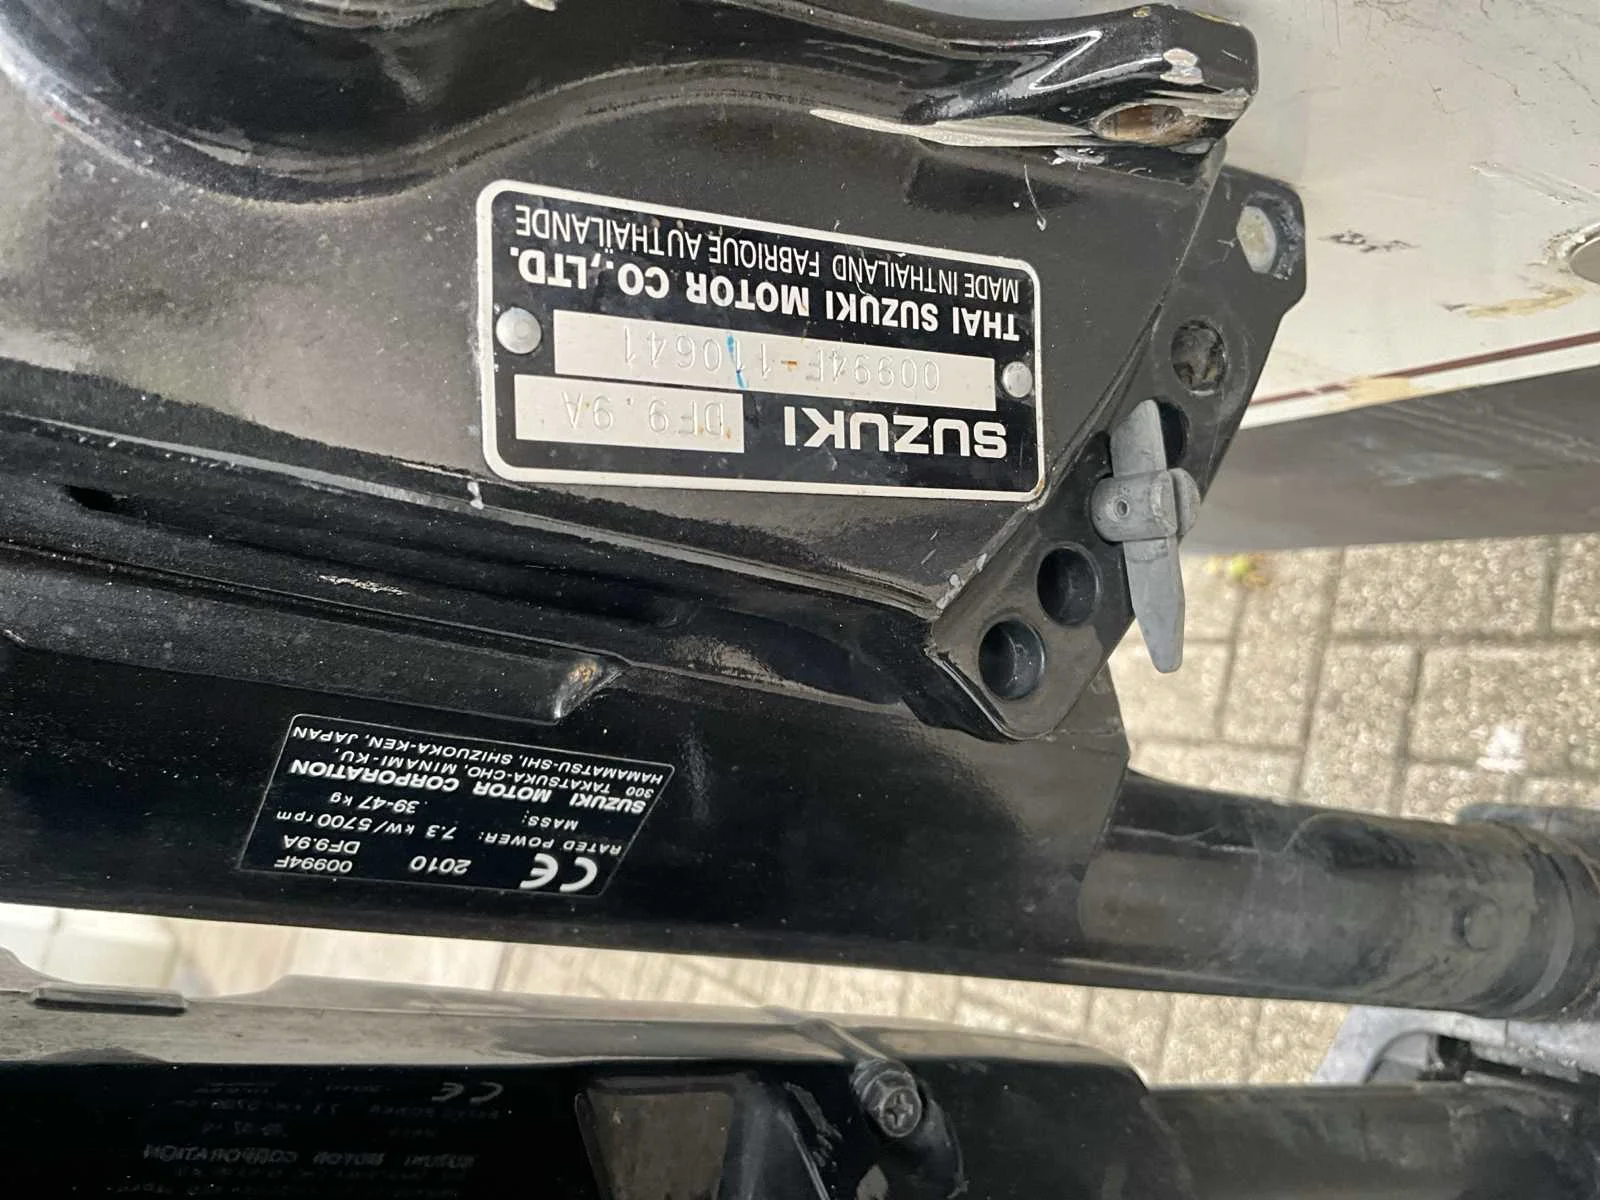 SUZUKI DF9.9A
00994F-110641
THAI SUZUKI MOTOR CO.,LTD.
MADE IN THAILAND FABRIQUE AU THAÏLANDE
CE 2010 00994F
DF9.9A
RATED POWER: 7.3 kW/5700 rpm
MASS: 39-47 kg
SUZUKI MOTOR CORPORATION
300 TAKATSUKA-CHO, MINAMI-KU,
HAMAMATSU-SHI, SHIZUOKA-KEN, JAPAN